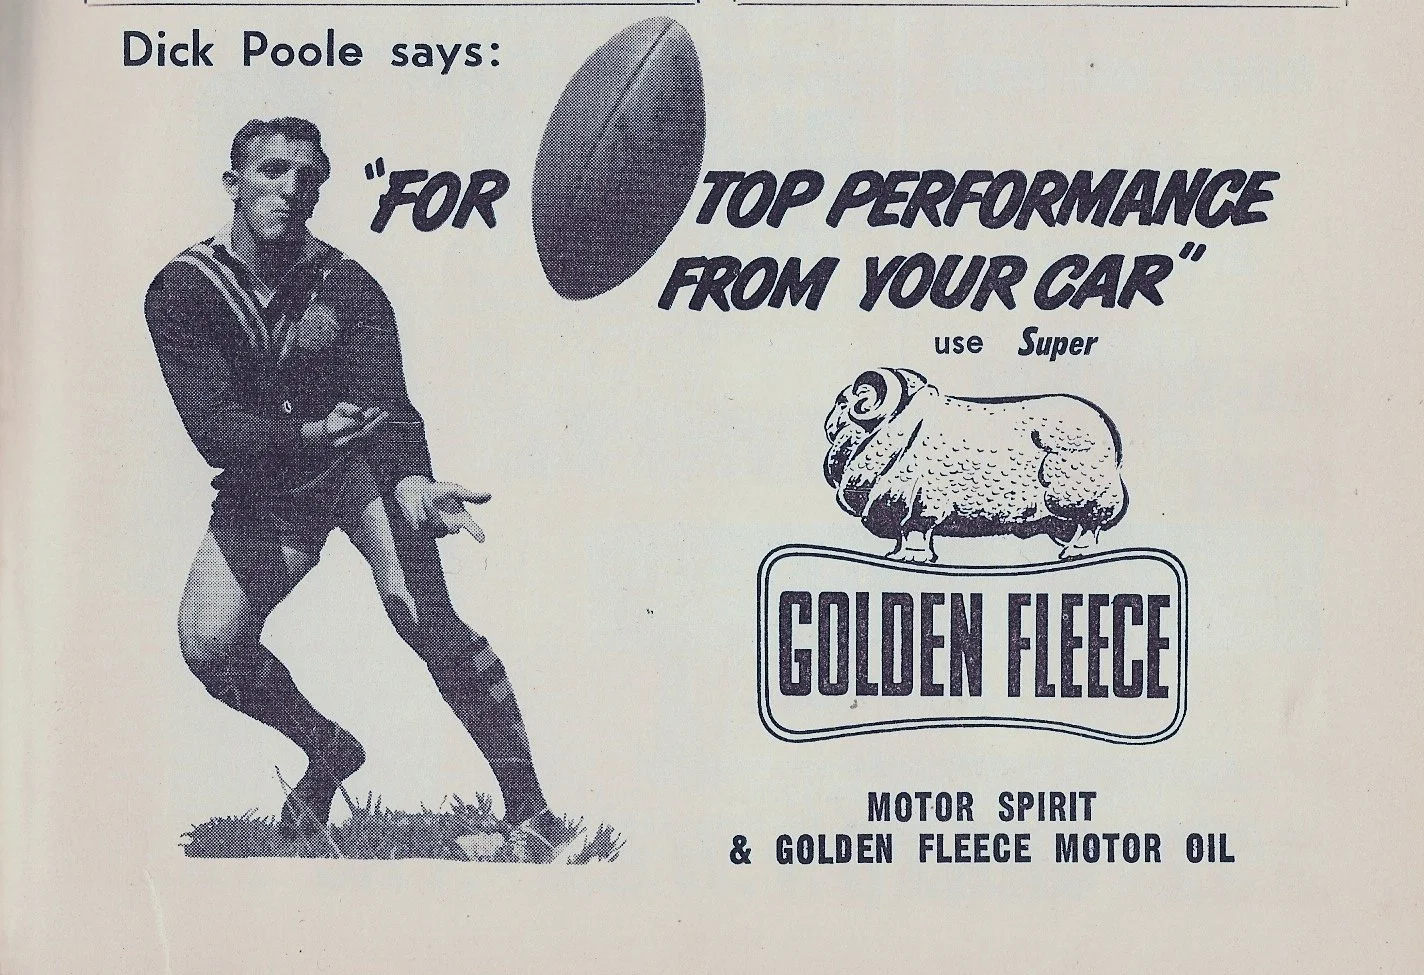 Dick Poole says:
"FOR TOP PERFORMANCE
FROM YOUR CAR"
use Super
GOLDEN FLEECE
MOTOR SPIRIT
& GOLDEN FLEECE MOTOR OIL